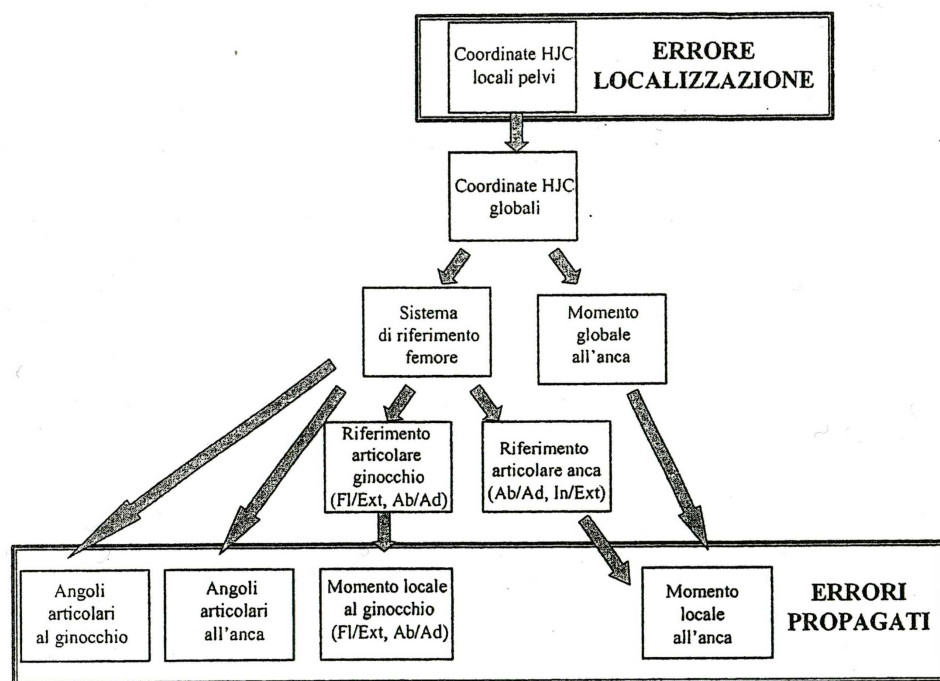 Coordinate HJC
locali pelvi
ERRORE
LOCALIZZAZIONE
Coordinate HJC
globali
Sistema
di riferimento
femore
Momento
globale
all'anca
Riferimento
articolare
ginocchio
(Fl/Ext, Ab/Ad)
Riferimento
articolare anca
(Ab/Ad, In/Ext)
Angoli
articolari
al ginocchio
Angoli
articolari
all'anca
Momento locale
al ginocchio
(Fl/Ext, Ab/Ad)
Momento
locale
all'anca
ERRORI
PROPAGATI